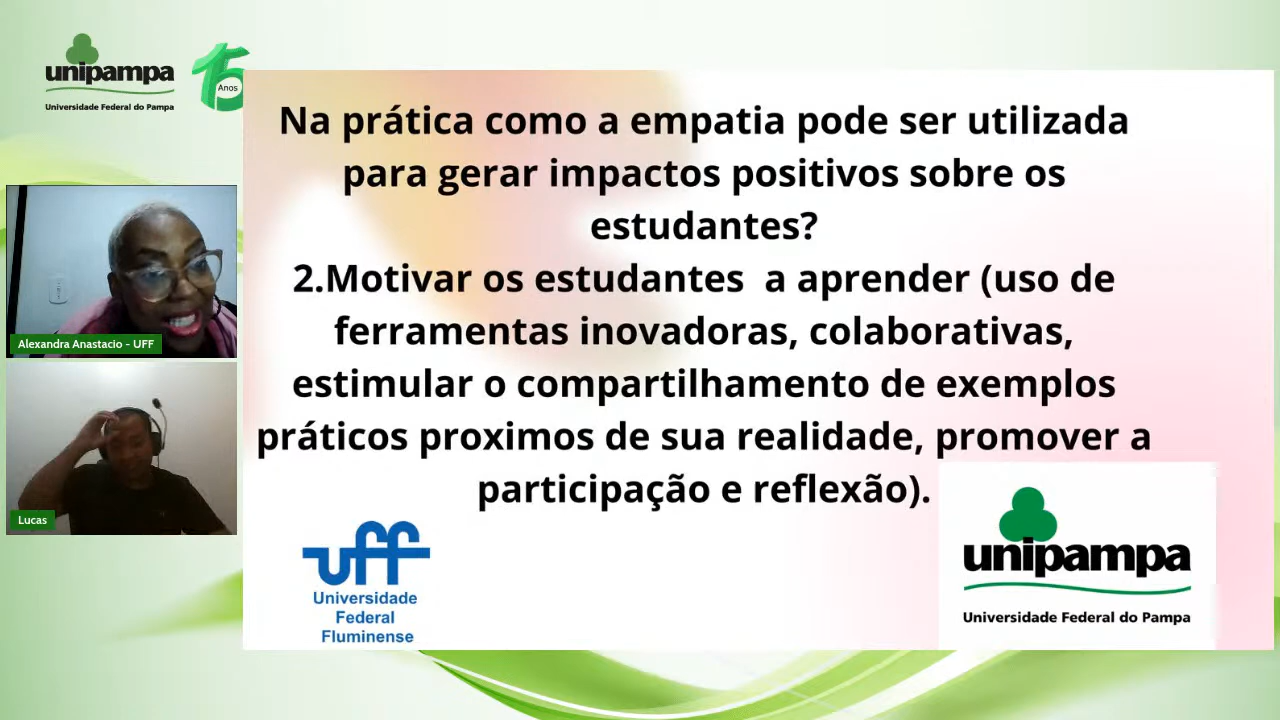 unipampa
Universidade Federal do Pampa
15
Anos
Na prática como a empatia pode ser utilizada
para gerar impactos positivos sobre os
estudantes?
2.Motivar os estudantes  a aprender (uso de
ferramentas inovadoras, colaborativas,
estimular o compartilhamento de exemplos
práticos proximos de sua realidade, promover a
participação e reflexão).
Alexandra Anastacio - UFF
Lucas
uff
Universidade
Federal
Fluminense
unipampa
Universidade Federal do Pampa